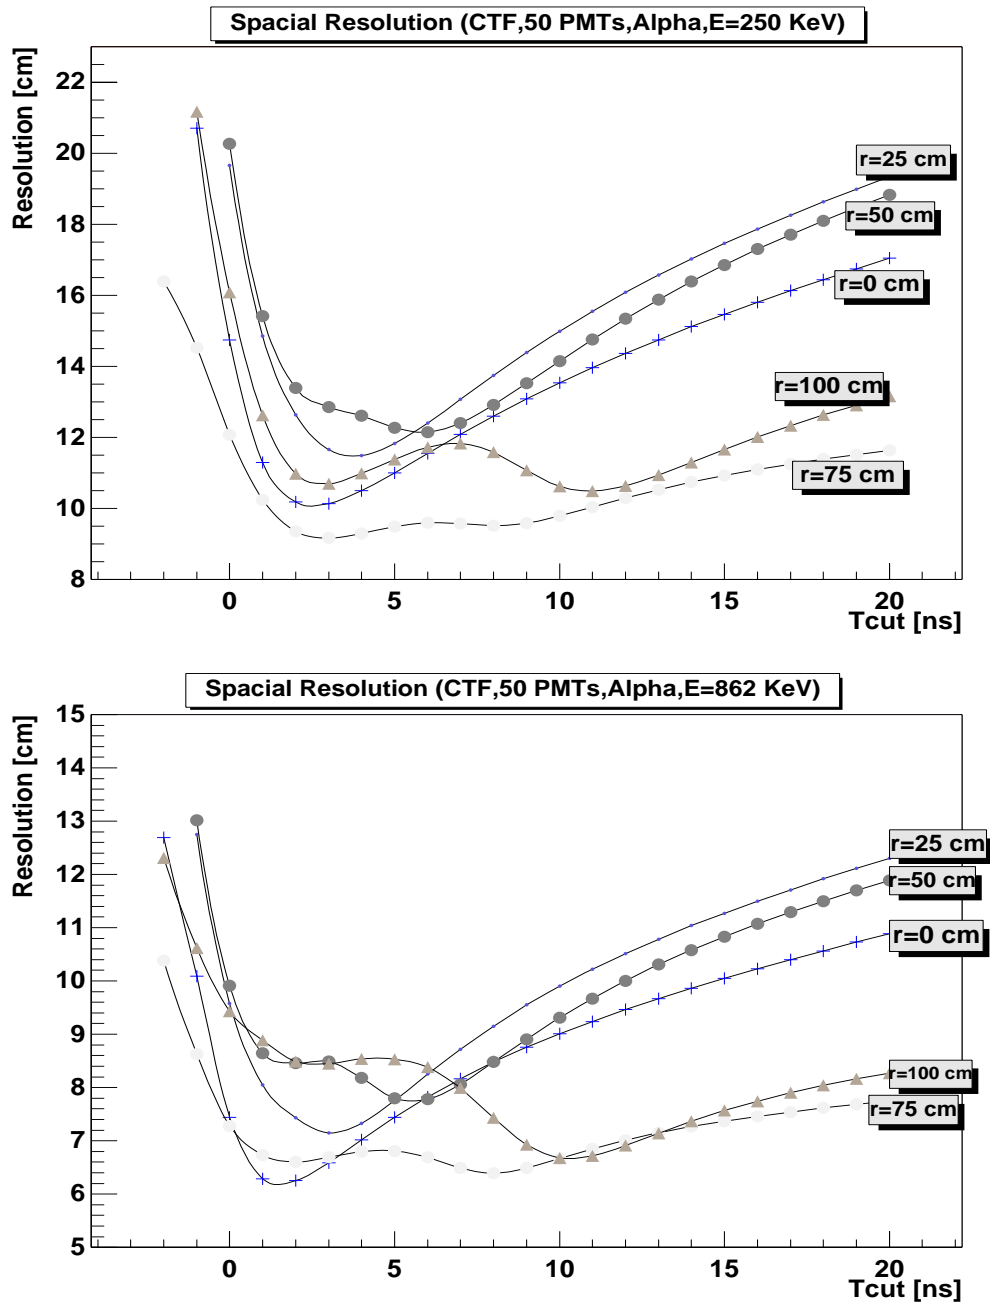 Spacial Resolution (CTF,50 PMTs,Alpha,E=250 KeV)
Resolution [cm]
22
20
18
16
14
12
10
8
r=25 cm
r=50 cm
r=0 cm
r=100 cm
r=75 cm
0 5 10 15 20
Tcut [ns]
Spacial Resolution (CTF,50 PMTs,Alpha,E=862 KeV)
Resolution [cm]
15
14
13
12
11
10
9
8
7
6
5
r=25 cm
r=50 cm
r=0 cm
r=100 cm
r=75 cm
0 5 10 15 20
Tcut [ns]